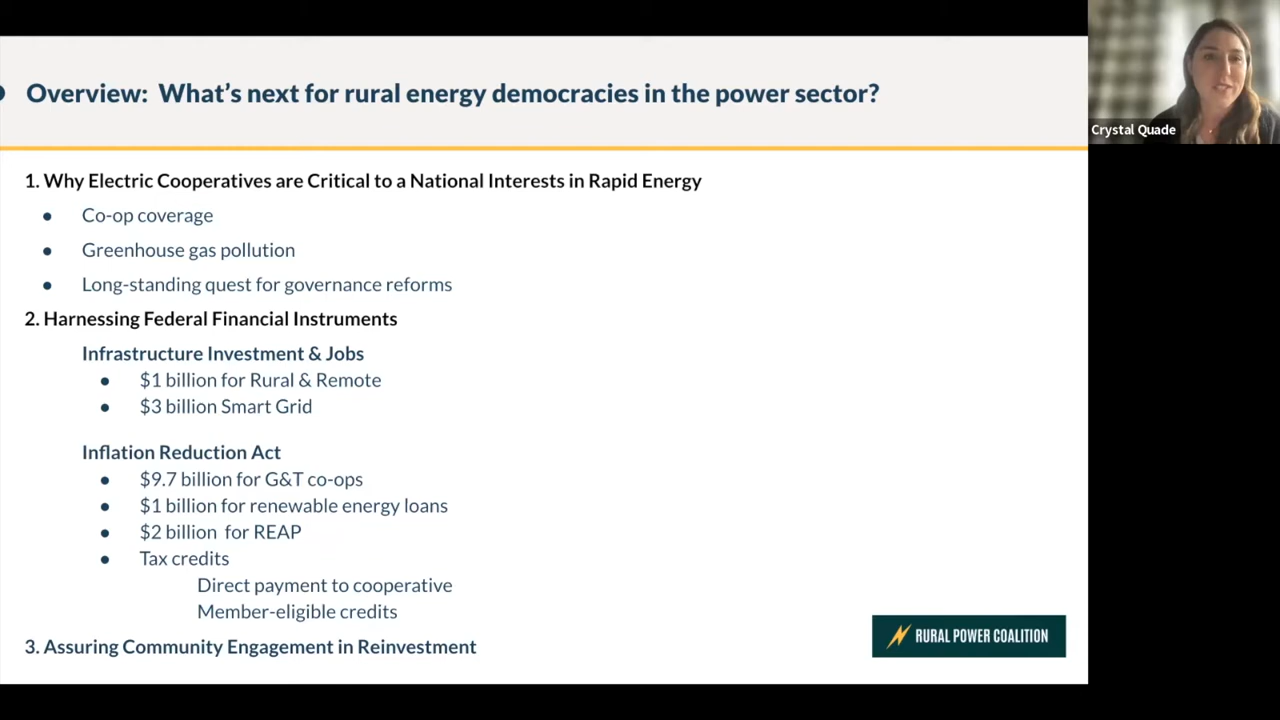 Overview: What's next for rural energy democracies in the power sector?
Crystal Quade
1. Why Electric Cooperatives are Critical to a National Interests in Rapid Energy
● Co-op coverage
● Greenhouse gas pollution
● Long-standing quest for governance reforms
2. Harnessing Federal Financial Instruments
Infrastructure Investment & Jobs
● $1 billion for Rural & Remote
● $3 billion Smart Grid
Inflation Reduction Act
● $9.7 billion for G&T co-ops
● $1 billion for renewable energy loans
● $2 billion for REAP
● Tax credits
Direct payment to cooperative
Member-eligible credits
3. Assuring Community Engagement in Reinvestment
RURAL POWER COALITION